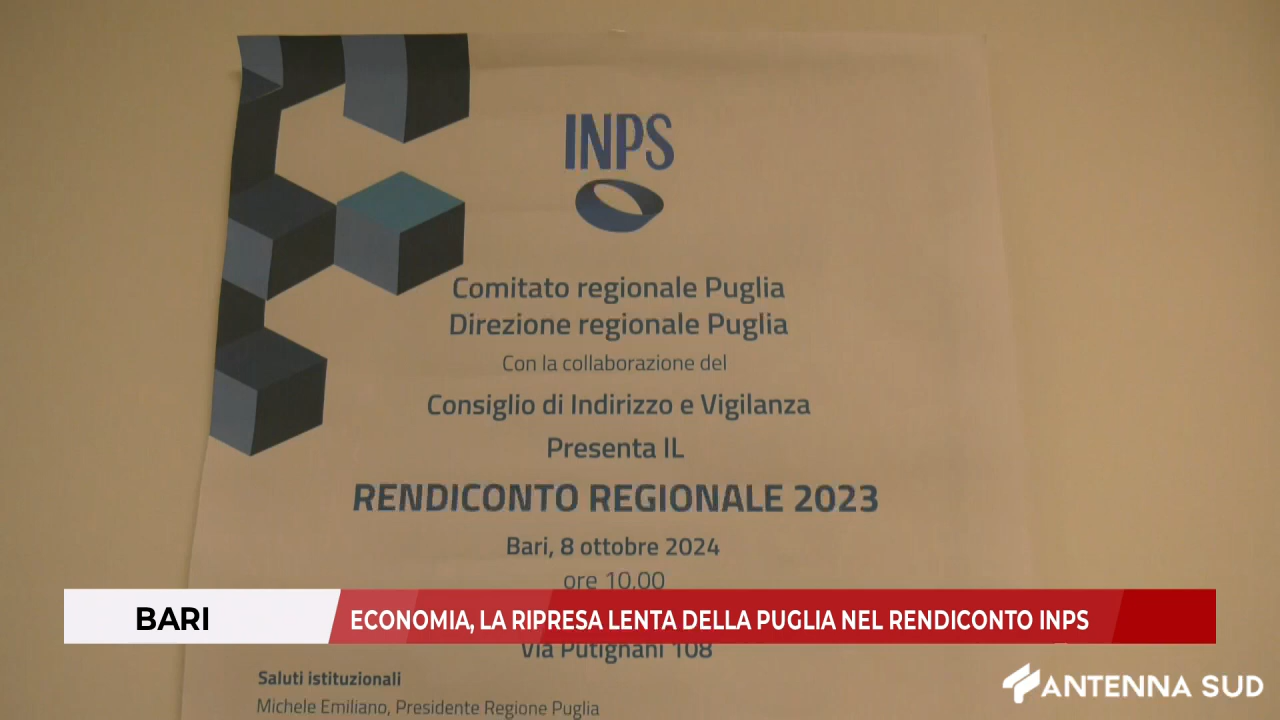 INPS
Comitato regionale Puglia
Direzione regionale Puglia
Con la collaborazione del
Consiglio di Indirizzo e Vigilanza
Presenta IL
RENDICONTO REGIONALE 2023
Bari, 8 ottobre 2024
ore 10,00
BARI
ECONOMIA, LA RIPRESA LENTA DELLA PUGLIA NEL RENDICONTO INPS
Via Putignani 108
Saluti istituzionali
Michele Emiliano, Presidente Regione Puglia
ANTENNA SUD